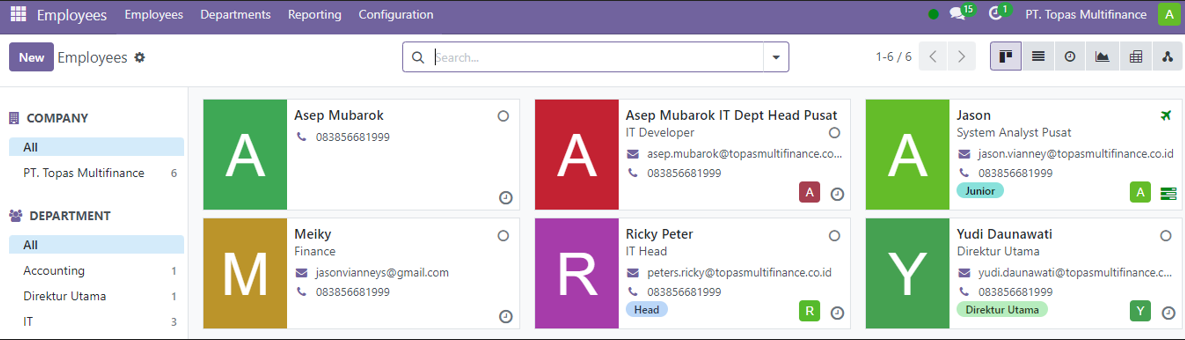 Employees Employees Departments Reporting Configuration 15 1 PT. Topas Multifinance A
New Employees Search... 1-6 / 6
COMPANY
All
PT. Topas Multifinance 6
DEPARTMENT
All
Accounting 1
Direktur Utama 1
IT 3
A
Asep Mubarok
083856681999
A
Asep Mubarok IT Dept Head Pusat
IT Developer
asep.mubarok@topasmultifinance.co...
083856681999
A
A
Jason
System Analyst Pusat
jason.vianney@topasmultifinance.co.id
083856681999
Junior
A
M
Meiky
Finance
jasonvianneys@gmail.com
083856681999
R
Ricky Peter
IT Head
peters.ricky@topasmultifinance.co.id
083856681999
Head
R
Y
Yudi Daunawati
Direktur Utama
yudi.daunawati@topasmultifinance.c...
083856681999
Direktur Utama
Y